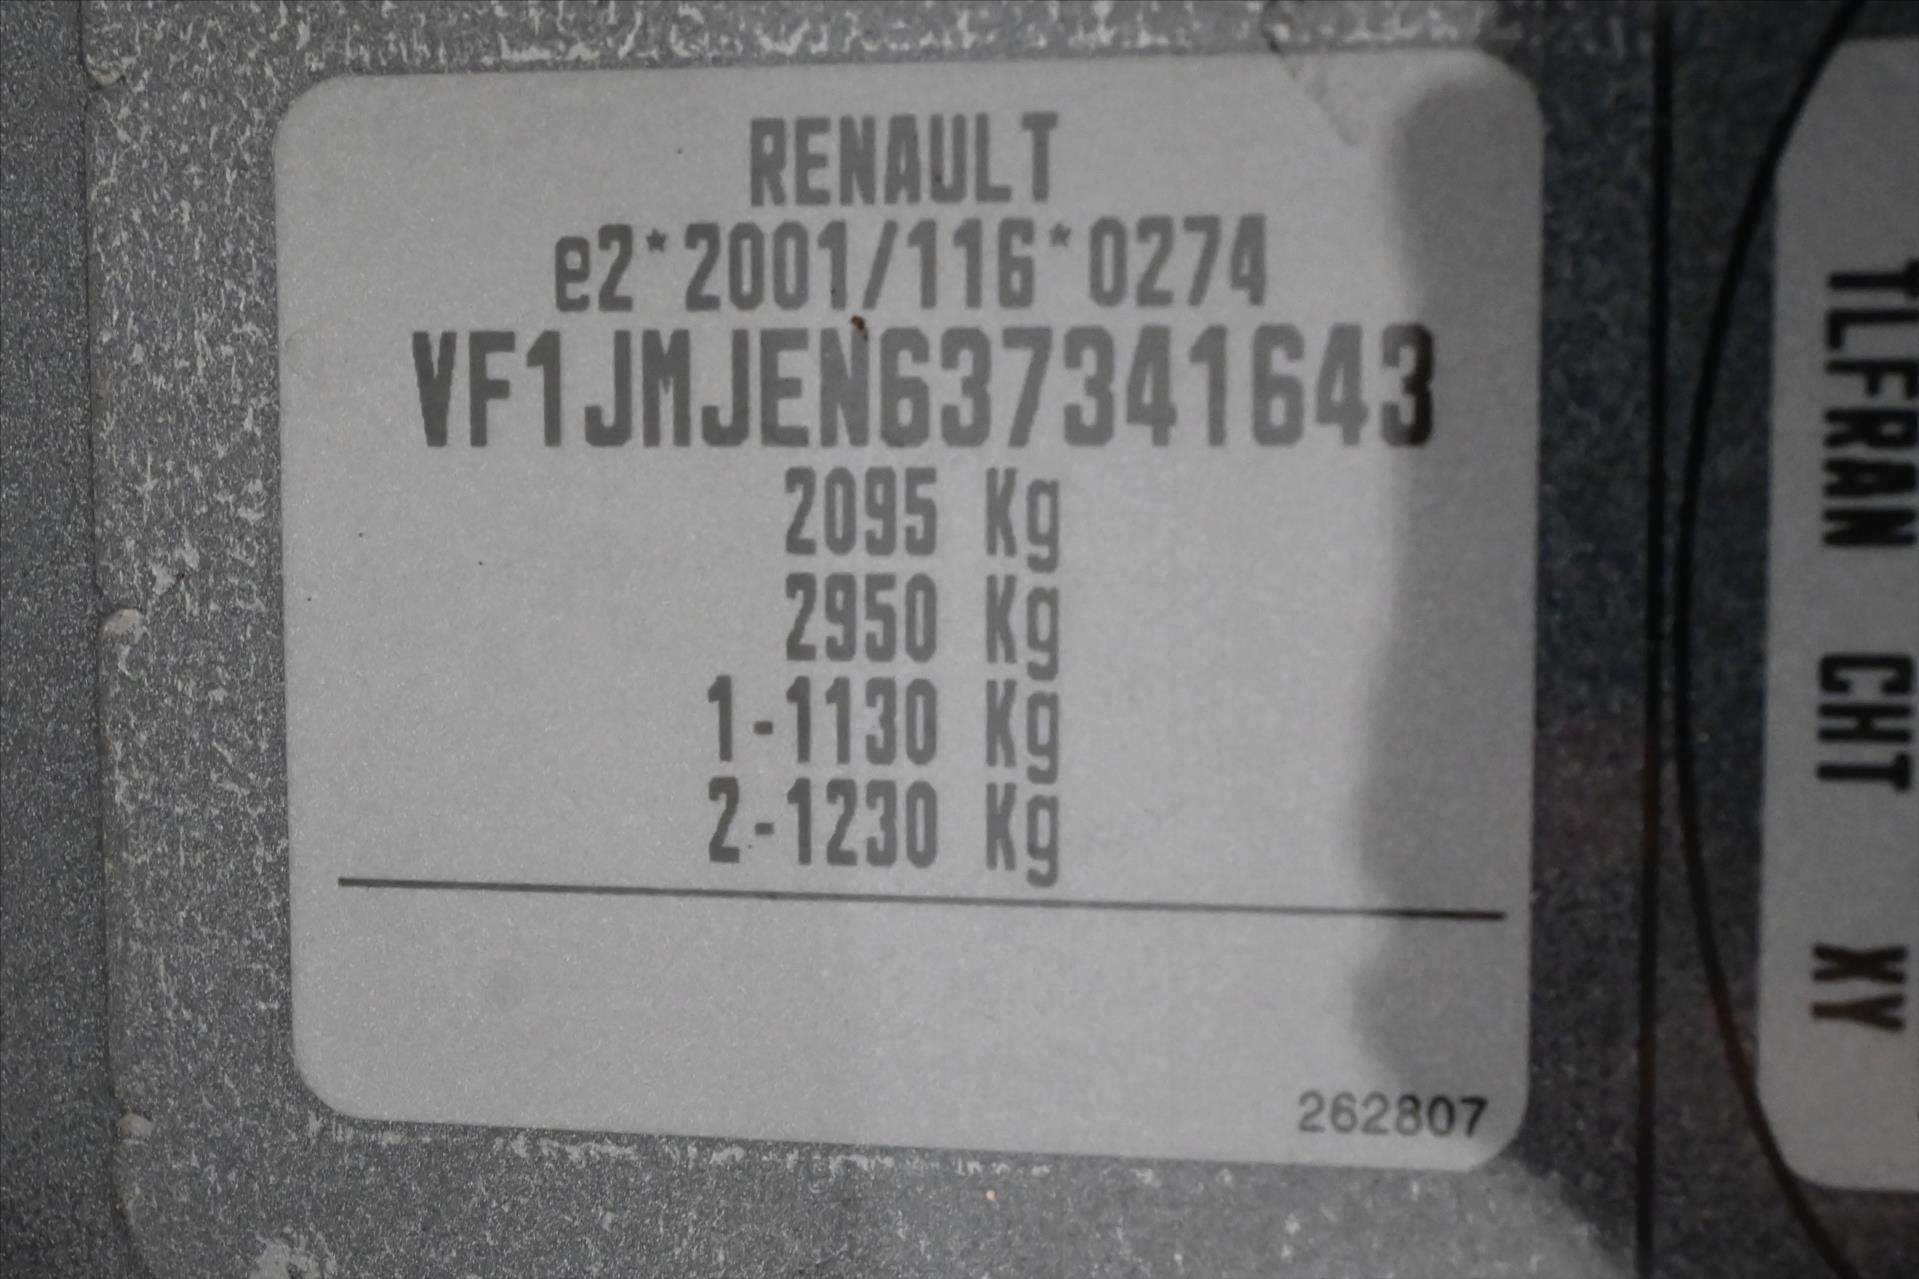 RENAULT
e2*2001/116*0274
VF1JMJEN637341643
2095 Kg
2950 Kg
1-1130 Kg
2-1230 Kg
262807
TLFRAN CHT XY